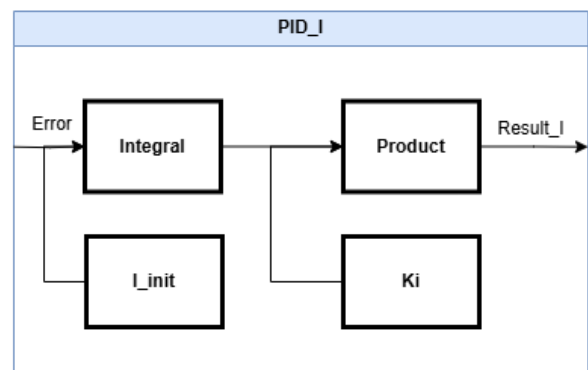 PID_I
Error
Integral
Product
Result_I
I_init
Ki